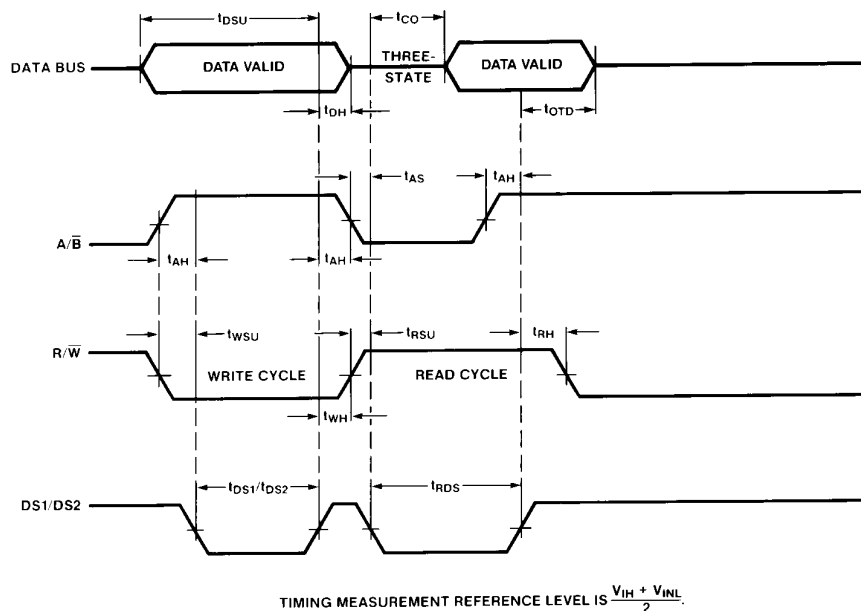 tDSU
tCO
DATA BUS
DATA VALID
THREE-
STATE
DATA VALID
tDH
tOTD
tAS
tAH
A/B̅
tAH
tAH
tWSU
tRSU
tRH
R/W̅
WRITE CYCLE
READ CYCLE
tWH
tDS1/tDS2
tRDS
DS1/DS2
TIMING MEASUREMENT REFERENCE LEVEL IS (VIH + VINL)/2.